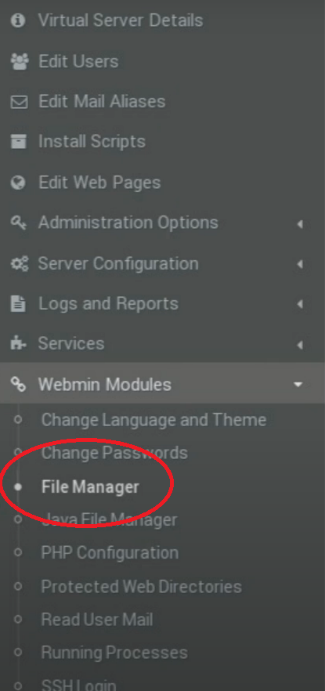 Virtual Server Details
Edit Users
Edit Mail Aliases
Install Scripts
Edit Web Pages
Administration Options
Server Configuration
Logs and Reports
Services
Webmin Modules
Change Language and Theme
Change Passwords
File Manager
Java File Manager
PHP Configuration
Protected Web Directories
Read User Mail
Running Processes
SSH Login